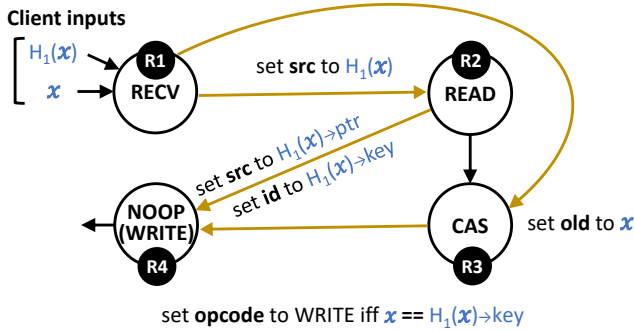 Client inputs
H₁(x)
x
R1
RECV
set src to H₁(x)
R2
READ
set src to H₁(x)→ptr
set id to H₁(x)→key
NOOP
(WRITE)
R4
CAS
R3
set old to x
set opcode to WRITE iff x == H₁(x)→key